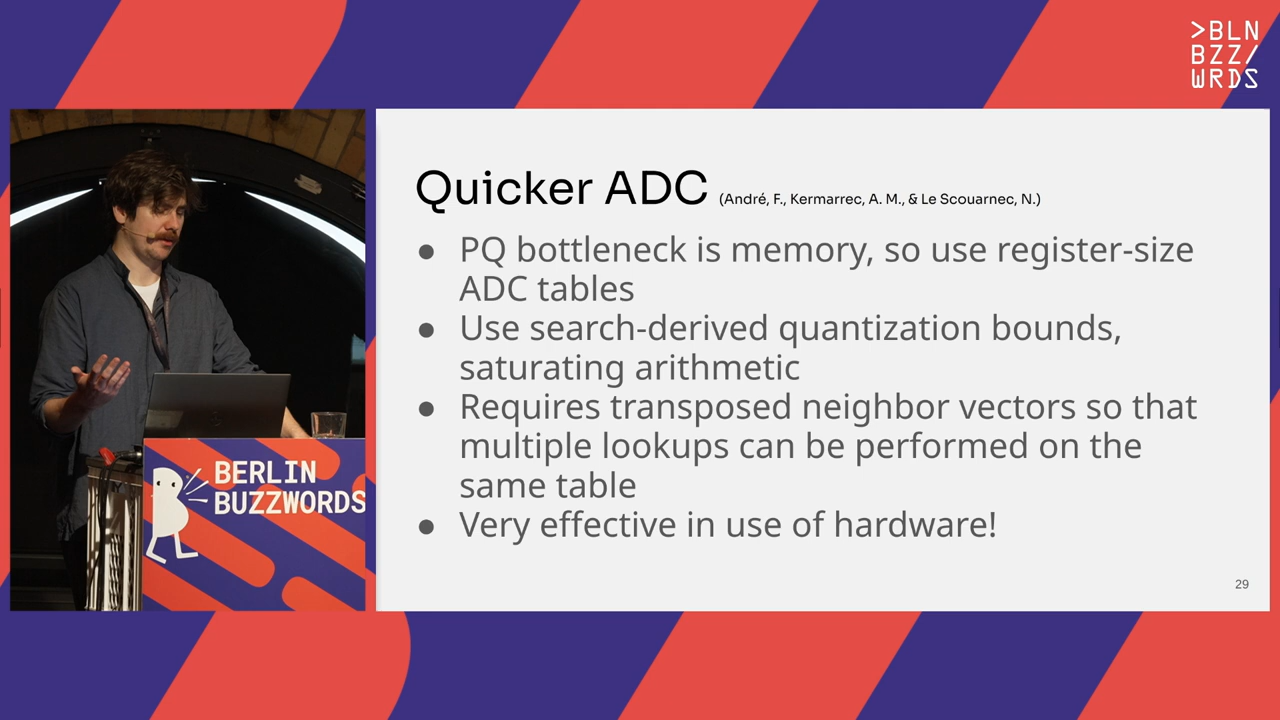 >BLN
BZZ/
WRDS
Quicker ADC (André, F., Kermarrec, A. M., & Le Scouarnec, N.)
● PQ bottleneck is memory, so use register-size
ADC tables
● Use search-derived quantization bounds,
saturating arithmetic
● Requires transposed neighbor vectors so that
multiple lookups can be performed on the
same table
● Very effective in use of hardware!
29
BERLIN
BUZZWORDS